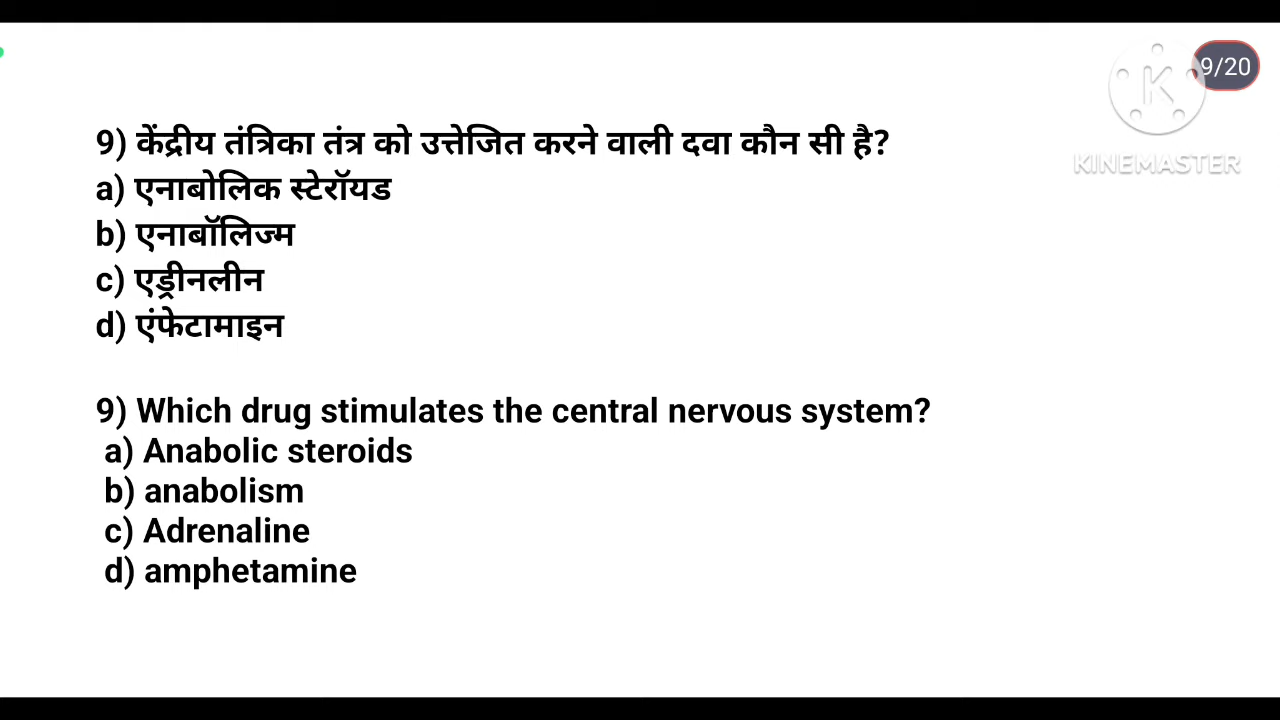 9/20
KINEMASTER
9) केंद्रीय तंत्रिका तंत्र को उत्तेजित करने वाली दवा कौन सी है?
a) एनाबोलिक स्टेरॉयड
b) एनाबॉलिज्म
c) एड्रीनलीन
d) एंफेटामाइन
9) Which drug stimulates the central nervous system?
a) Anabolic steroids
b) anabolism
c) Adrenaline
d) amphetamine